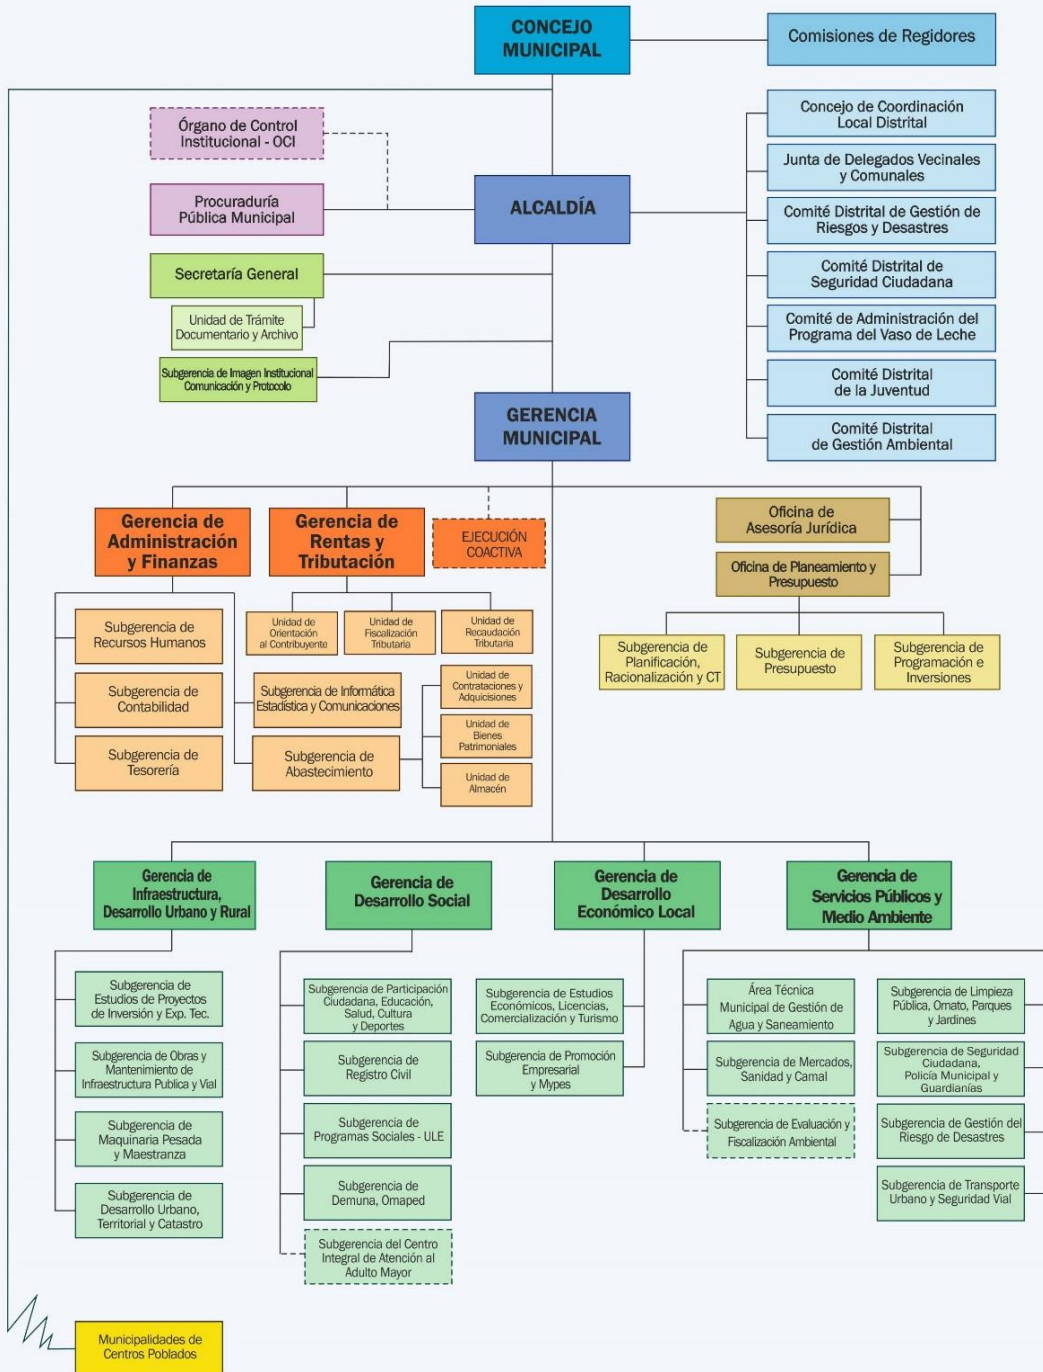 CONCEJO
MUNICIPAL
Comisiones de Regidores
Órgano de Control
Institucional - OCI
Procuraduría
Pública Municipal
ALCALDÍA
Concejo de Coordinación
Local Distrital
Junta de Delegados Vecinales
y Comunales
Comité Distrital de Gestión de
Riesgos y Desastres
Comité Distrital de
Seguridad Ciudadana
Comité de Administración del
Programa del Vaso de Leche
Comité Distrital
de la Juventud
Comité Distrital
de Gestión Ambiental
Secretaría General
Unidad de Trámite
Documentario y Archivo
Subgerencia de Imagen Institucional
Comunicación y Protocolo
GERENCIA
MUNICIPAL
Gerencia de
Administración
y Finanzas
Gerencia de
Rentas y
Tributación
EJECUCIÓN
COACTIVA
Oficina de
Asesoría Jurídica
Oficina de Planeamiento y
Presupuesto
Subgerencia de
Recursos Humanos
Unidad de
Orientación
al Contribuyente
Unidad de
Fiscalización
Tributaria
Unidad de
Recaudación
Tributaria
Subgerencia de
Planificación,
Racionalización y CT
Subgerencia de
Presupuesto
Subgerencia de
Programación e
Inversiones
Subgerencia de
Contabilidad
Subgerencia de Informática
Estadística y Comunicaciones
Unidad de
Contrataciones y
Adquisiciones
Unidad de
Bienes
Patrimoniales
Subgerencia de
Tesorería
Subgerencia de
Abastecimiento
Unidad de
Almacén
Gerencia de
Infraestructura,
Desarrollo Urbano y Rural
Gerencia de
Desarrollo Social
Gerencia de
Desarrollo
Económico Local
Gerencia de
Servicios Públicos y
Medio Ambiente
Subgerencia de
Estudios de Proyectos
de Inversión y Exp. Tec.
Subgerencia de Obras y
Mantenimiento de
Infraestructura Publica y Vial
Subgerencia de
Maquinaria Pesada
y Maestranza
Subgerencia de
Desarrollo Urbano,
Territorial y Catastro
Subgerencia de Participación
Ciudadana, Educación,
Salud, Cultura
y Deportes
Subgerencia de
Registro Civil
Subgerencia de
Programas Sociales - ULE
Subgerencia de
Demuna, Omaped
Subgerencia del Centro
Integral de Atención al
Adulto Mayor
Subgerencia de Estudios
Económicos, Licencias,
Comercialización y Turismo
Subgerencia de Promoción
Empresarial
y Mypes
Área Técnica
Municipal de Gestión de
Agua y Saneamiento
Subgerencia de Mercados,
Sanidad y Camal
Subgerencia de Evaluación y
Fiscalización Ambiental
Subgerencia de Limpieza
Pública, Ornato, Parques
y Jardines
Subgerencia de Seguridad
Ciudadana,
Policía Municipal y
Guardianías
Subgerencia de Gestión del
Riesgo de Desastres
Subgerencia de Transporte
Urbano y Seguridad Vial
Municipalidades de
Centros Poblados